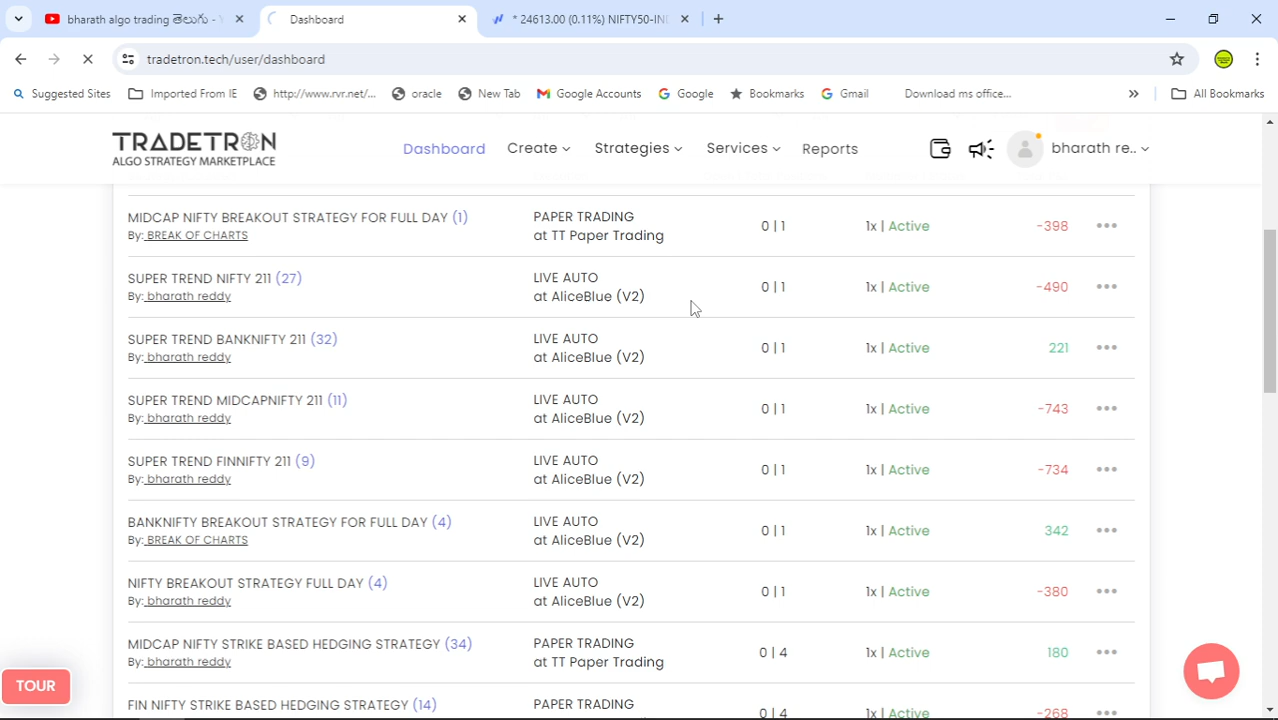 bharath algo trading తెలుగు -
Dashboard
* 24613.00 (0.11%) NIFTY50-IN
tradetron.tech/user/dashboard
Suggested Sites
Imported From IE
http://www.rvr.net/...
oracle
New Tab
Google Accounts
Google
Bookmarks
Gmail
Download ms office...
»
All Bookmarks
TRADETRON
ALGO STRATEGY MARKETPLACE
Dashboard
Create
Strategies
Services
Reports
bharath re..
MIDCAP NIFTY BREAKOUT STRATEGY FOR FULL DAY (1)
By: BREAK OF CHARTS
PAPER TRADING
at TT Paper Trading
0 | 1
1x | Active
-398
SUPER TREND NIFTY 211 (27)
By: bharath reddy
LIVE AUTO
at AliceBlue (V2)
0 | 1
1x | Active
-490
SUPER TREND BANKNIFTY 211 (32)
By: bharath reddy
LIVE AUTO
at AliceBlue (V2)
0 | 1
1x | Active
221
SUPER TREND MIDCAPNIFTY 211 (11)
By: bharath reddy
LIVE AUTO
at AliceBlue (V2)
0 | 1
1x | Active
-743
SUPER TREND FINNIFTY 211 (9)
By: bharath reddy
LIVE AUTO
at AliceBlue (V2)
0 | 1
1x | Active
-734
BANKNIFTY BREAKOUT STRATEGY FOR FULL DAY (4)
By: BREAK OF CHARTS
LIVE AUTO
at AliceBlue (V2)
0 | 1
1x | Active
342
NIFTY BREAKOUT STRATEGY FULL DAY (4)
By: bharath reddy
LIVE AUTO
at AliceBlue (V2)
0 | 1
1x | Active
-380
MIDCAP NIFTY STRIKE BASED HEDGING STRATEGY (34)
By: bharath reddy
PAPER TRADING
at TT Paper Trading
0 | 4
1x | Active
180
FIN NIFTY STRIKE BASED HEDGING STRATEGY (14)
PAPER TRADING
0 | 4
1x | Active
-268
TOUR